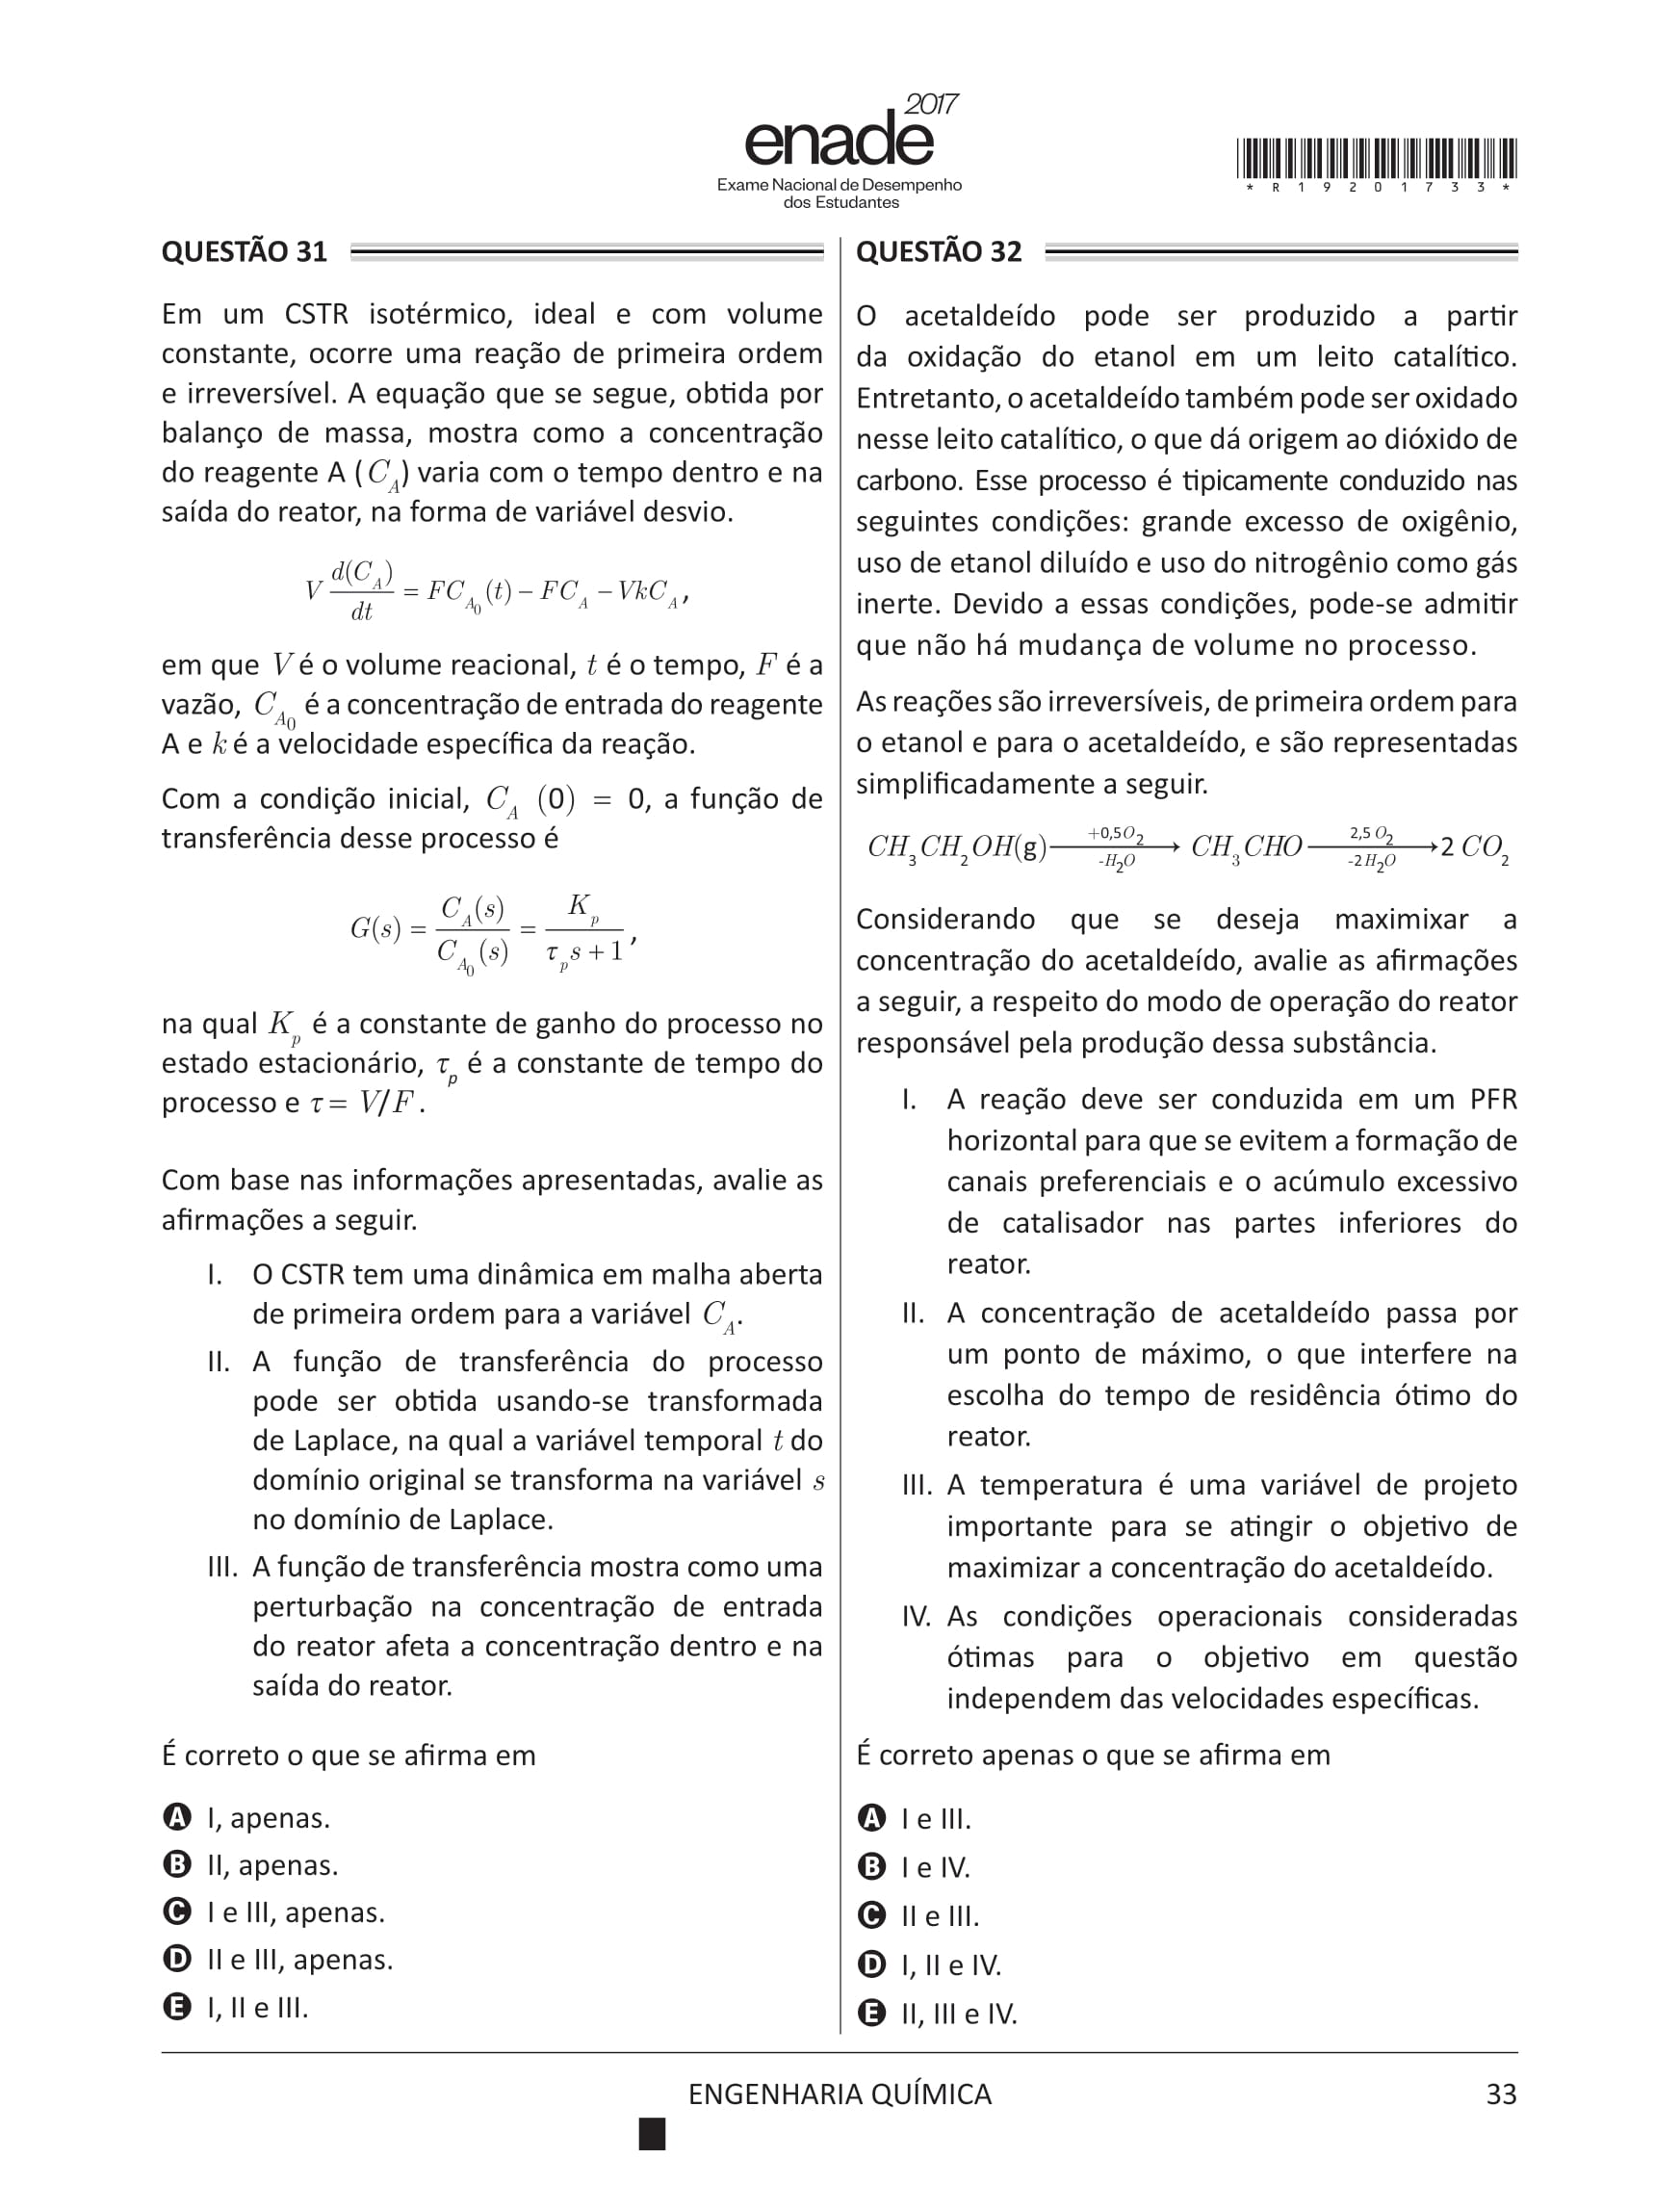 2017
enade
Exame Nacional de Desempenho
dos Estudantes
* R 1 9 2 0 1 7 3 3 *
QUESTÃO 31
Em um CSTR isotérmico, ideal e com volume
constante, ocorre uma reação de primeira ordem
e irreversível. A equação que se segue, obtida por
balanço de massa, mostra como a concentração
do reagente A (C_A) varia com o tempo dentro e na
saída do reator, na forma de variável desvio.
V d(C_A)/dt = FC_{A_0}(t) – FC_A – VkC_A,
em que V é o volume reacional, t é o tempo, F é a
vazão, C_{A_0} é a concentração de entrada do reagente
A e k é a velocidade específica da reação.
Com a condição inicial, C_A (0) = 0, a função de
transferência desse processo é
G(s) = C_A(s)/C_{A_0}(s) = K_p/(τ_p s + 1),
na qual K_p é a constante de ganho do processo no
estado estacionário, τ_p é a constante de tempo do
processo e τ = V/F.
Com base nas informações apresentadas, avalie as
afirmações a seguir.
I. O CSTR tem uma dinâmica em malha aberta
de primeira ordem para a variável C_A.
II. A função de transferência do processo
pode ser obtida usando-se transformada
de Laplace, na qual a variável temporal t do
domínio original se transforma na variável s
no domínio de Laplace.
III. A função de transferência mostra como uma
perturbação na concentração de entrada
do reator afeta a concentração dentro e na
saída do reator.
É correto o que se afirma em
A I, apenas.
B II, apenas.
C I e III, apenas.
D II e III, apenas.
E I, II e III.
QUESTÃO 32
O acetaldeído pode ser produzido a partir
da oxidação do etanol em um leito catalítico.
Entretanto, o acetaldeído também pode ser oxidado
nesse leito catalítico, o que dá origem ao dióxido de
carbono. Esse processo é tipicamente conduzido nas
seguintes condições: grande excesso de oxigênio,
uso de etanol diluído e uso do nitrogênio como gás
inerte. Devido a essas condições, pode-se admitir
que não há mudança de volume no processo.
As reações são irreversíveis, de primeira ordem para
o etanol e para o acetaldeído, e são representadas
simplificadamente a seguir.
+0,5O₂ 2,5 O₂
CH₃CH₂OH(g) ⟶ CH₃CHO ⟶ 2 CO₂
-H₂O -2H₂O
Considerando que se deseja maximixar a
concentração do acetaldeído, avalie as afirmações
a seguir, a respeito do modo de operação do reator
responsável pela produção dessa substância.
I. A reação deve ser conduzida em um PFR
horizontal para que se evitem a formação de
canais preferenciais e o acúmulo excessivo
de catalisador nas partes inferiores do
reator.
II. A concentração de acetaldeído passa por
um ponto de máximo, o que interfere na
escolha do tempo de residência ótimo do
reator.
III. A temperatura é uma variável de projeto
importante para se atingir o objetivo de
maximizar a concentração do acetaldeído.
IV. As condições operacionais consideradas
ótimas para o objetivo em questão
independem das velocidades específicas.
É correto apenas o que se afirma em
A I e III.
B I e IV.
C II e III.
D I, II e IV.
E II, III e IV.
ENGENHARIA QUÍMICA
33